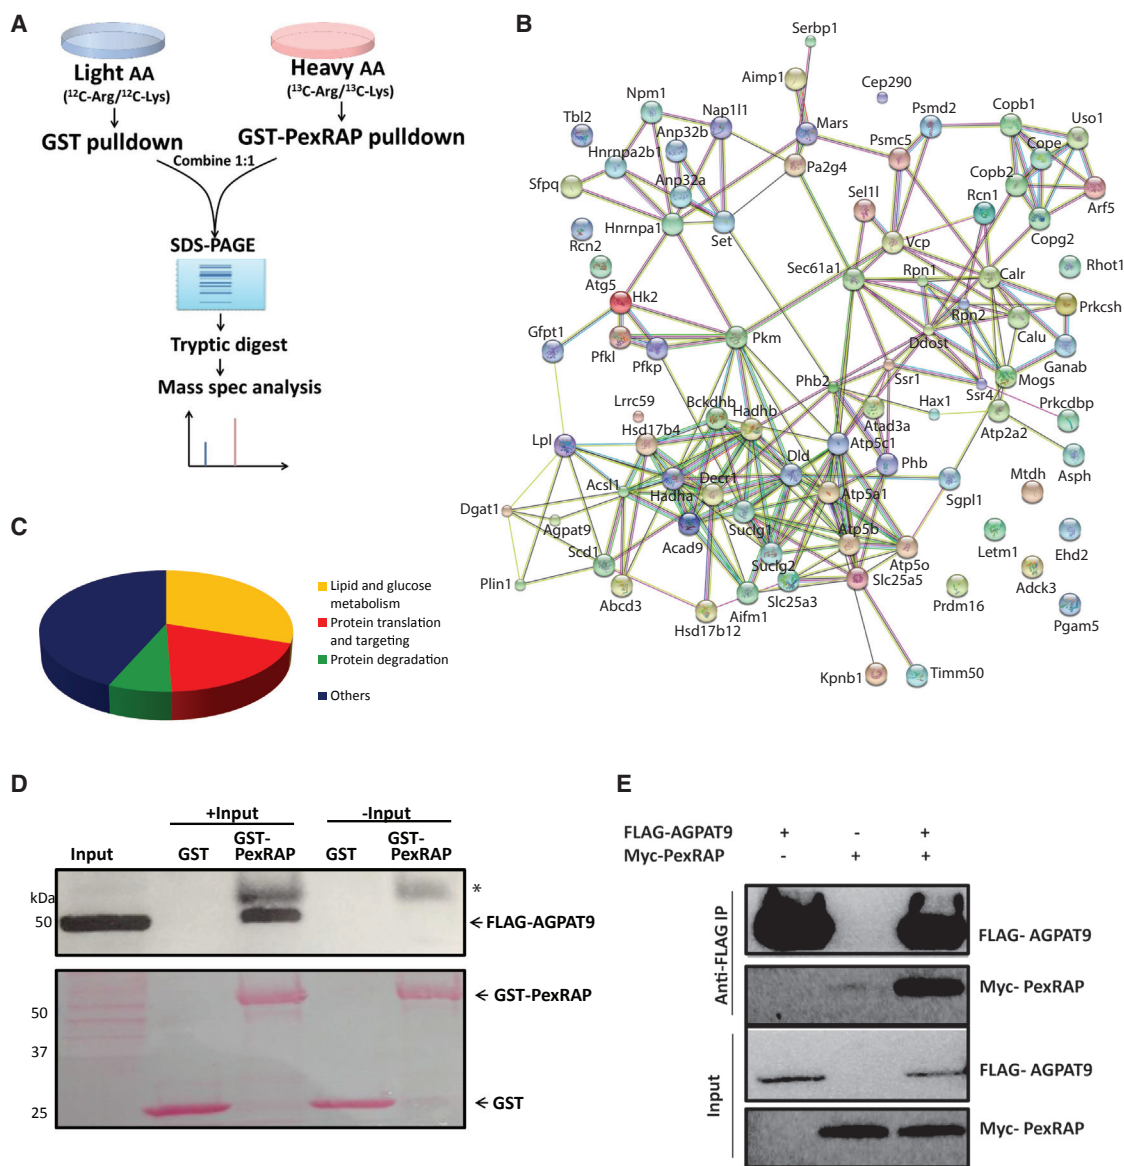 A
Light AA
(12C-Arg/12C-Lys)
Heavy AA
(13C-Arg/13C-Lys)
GST pulldown
GST-PexRAP pulldown
Combine 1:1
SDS-PAGE
Tryptic digest
Mass spec analysis
B
Serbp1
Aimp1
Cep290
Npm1
Nap1l1
Mars
Psmd2
Copb1
Uso1
Tbl2
Anp32b
Psmc5
Cope
Hnrnpa2b1
Pa2g4
Copb2
Sfpq
Anp32a
Sel1l
Rcn1
Arf5
Rcn2
Hnrnpa1
Set
Vcp
Copg2
Atg5
Sec61a1
Rpn1
Calr
Rhot1
Hk2
Rpn2
Prkcsh
Gfpt1
Pfkl
Pkm
Ddost
Calu
Pfkp
Ganab
Phb2
Ssr1
Mogs
Ssr4
Lrrc59
Bckdhb
Hadhb
Hax1
Prkcdbp
Hsd17b4
Atad3a
Atp2a2
Lpl
Atp5c1
Dld
Phb
Asph
Acsl1
Hadha
Decr1
Mtdh
Dgat1
Atp5a1
Sgpl1
Agpat9
Suclg1
Atp5b
Letm1
Ehd2
Scd1
Acad9
Suclg2
Atp5o
Plin1
Slc25a5
Adck3
Abcd3
Aifm1
Slc25a3
Prdm16
Hsd17b12
Pgam5
Kpnb1
Timm50
C
Lipid and glucose
metabolism
Protein translation
and targeting
Protein degradation
Others
D
+Input
-Input
Input
GST
GST-
PexRAP
GST
GST-
PexRAP
kDa
50
*
FLAG-AGPAT9
50
37
25
GST-PexRAP
GST
E
FLAG-AGPAT9 + - +
Myc-PexRAP - + +
Anti-FLAG IP
FLAG- AGPAT9
Myc- PexRAP
Input
FLAG- AGPAT9
Myc- PexRAP